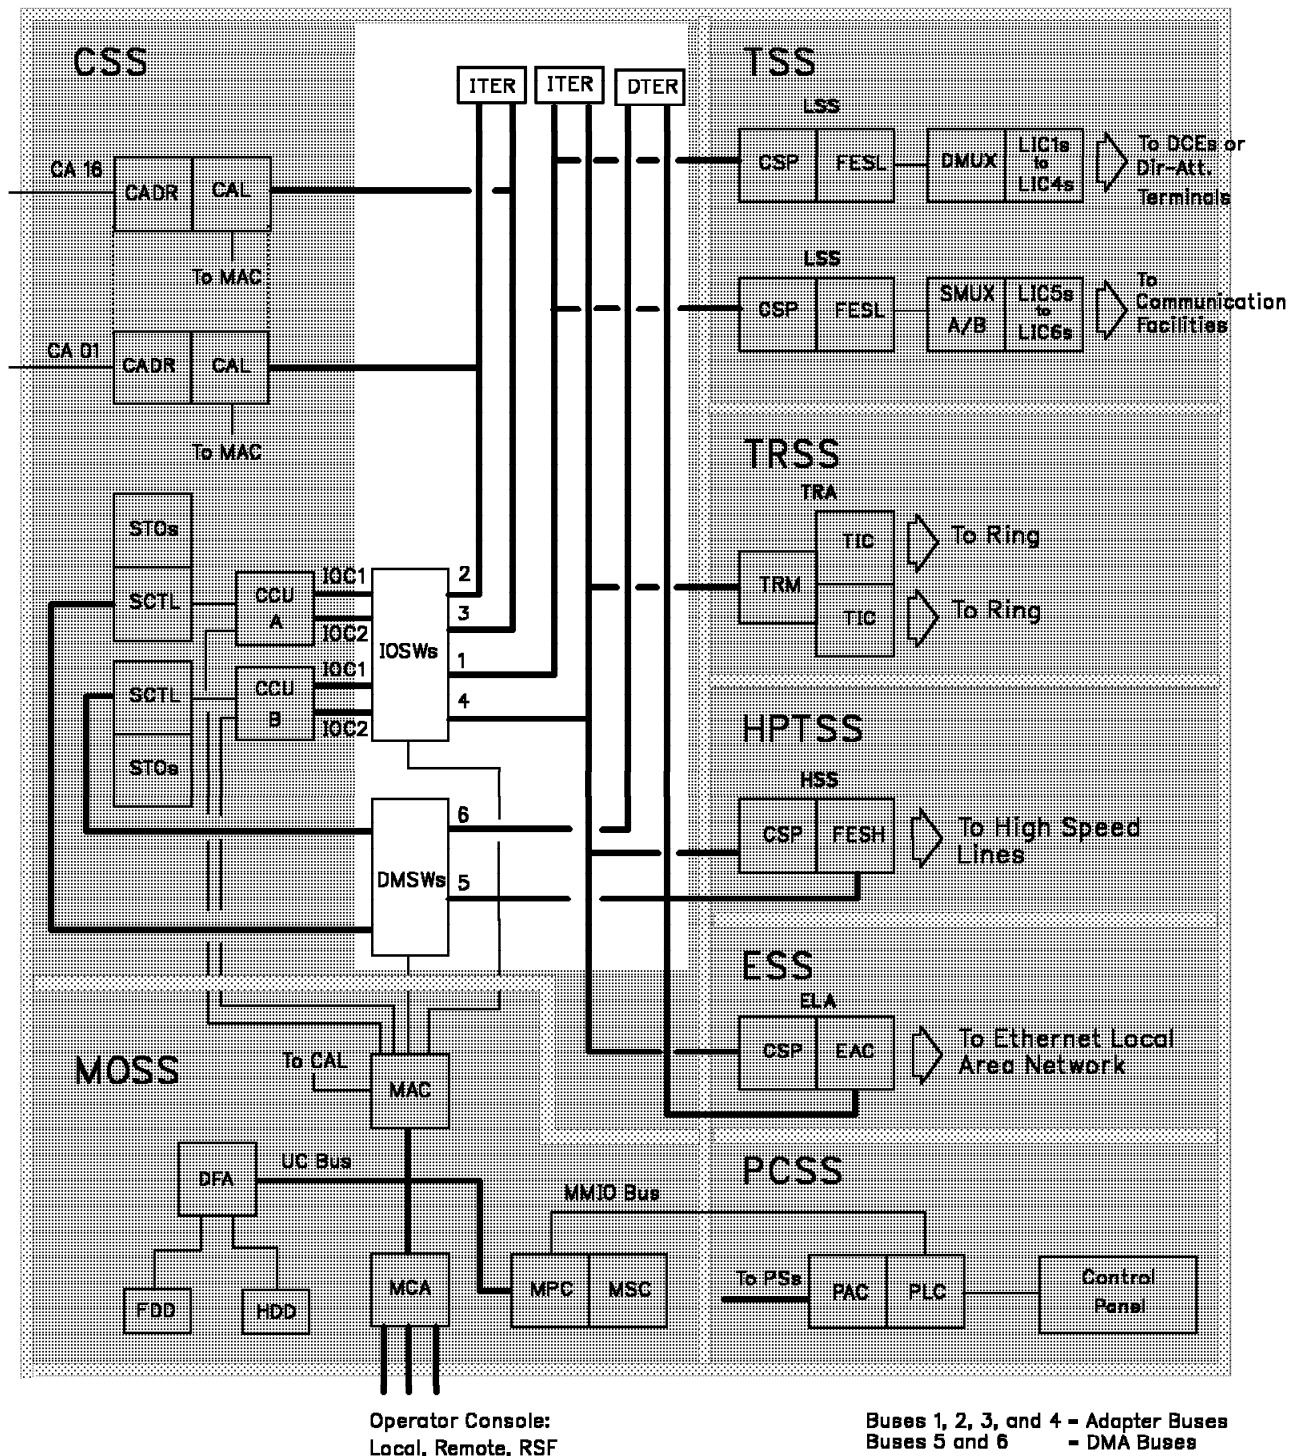 CSS
ITER
ITER
DTER
CA 16
CADR
CAL
To MAC
CA 01
CADR
CAL
To MAC
STOs
SCTL
CCU
A
IOC1
IOC2
SCTL
STOs
CCU
B
IOC1
IOC2
IOSWs
2
3
1
4
DMSWs
6
5
TSS
LSS
CSP
FESL
DMUX
LIC1s
to
LIC4s
To DCEs or
Dir-Att.
Terminals
LSS
CSP
FESL
SMUX
A/B
LIC5s
to
LIC6s
To
Communication
Facilities
TRSS
TRA
TRM
TIC
TIC
To Ring
To Ring
HPTSS
HSS
CSP
FESH
To High Speed
Lines
ESS
ELA
CSP
EAC
To Ethernet Local
Area Network
MOSS
To CAL
MAC
DFA
UC Bus
FDD
HDD
MCA
MMIO Bus
MPC
MSC
PCSS
To PSs
PAC
PLC
Control
Panel
Operator Console:
Local, Remote, RSF
Buses 1, 2, 3, and 4 = Adapter Buses
Buses 5 and 6 = DMA Buses